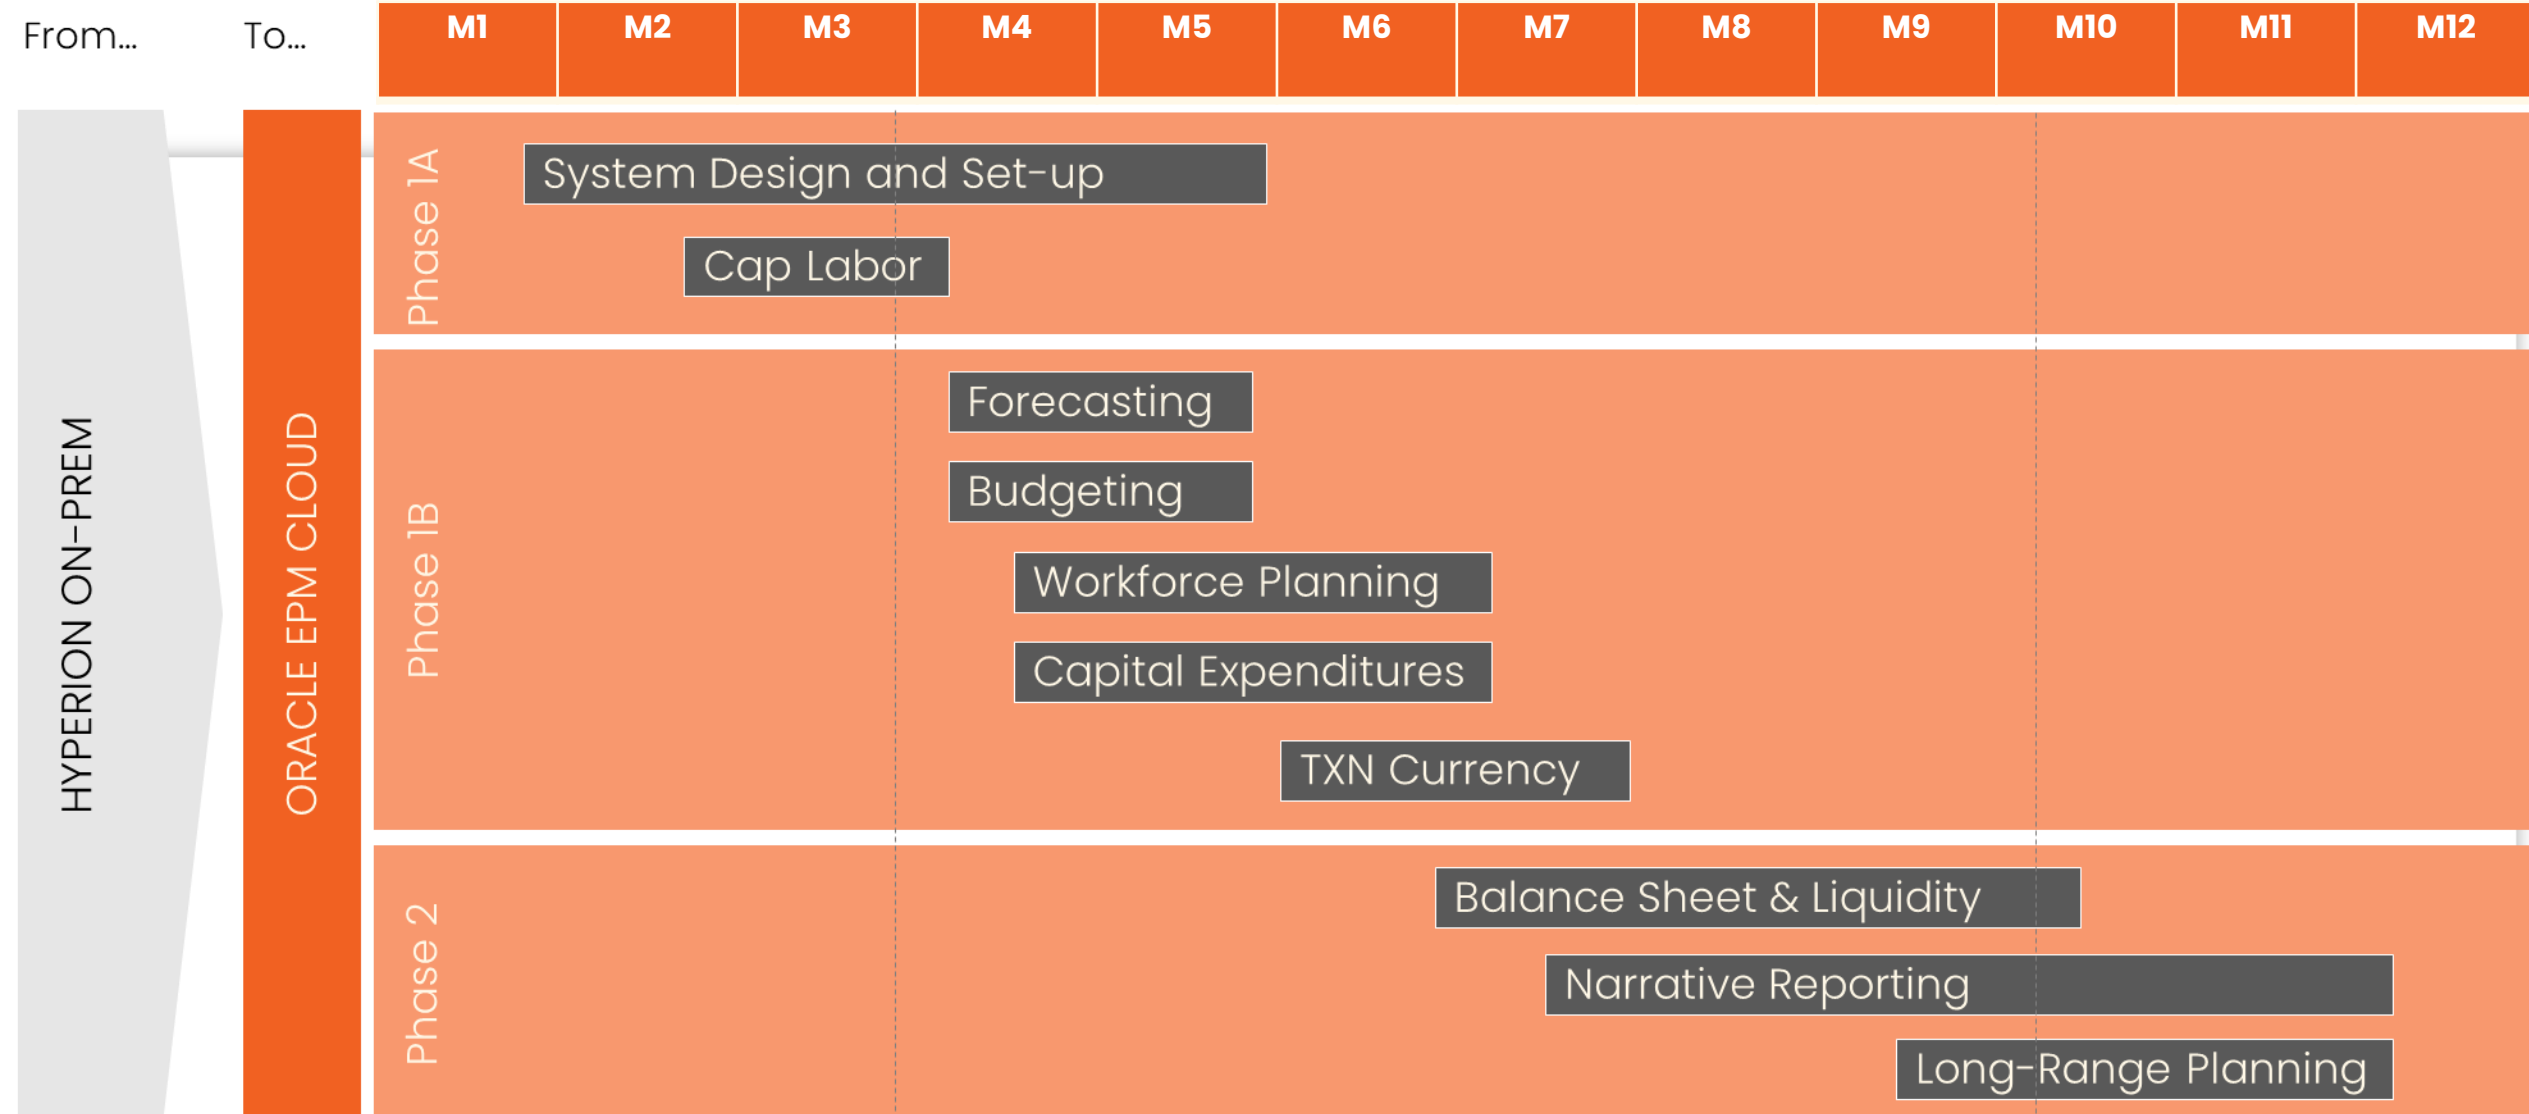 From...
To...
M1
M2
M3
M4
M5
M6
M7
M8
M9
M10
M11
M12
HYPERION ON-PREM
ORACLE EPM CLOUD
Phase 1A
System Design and Set-up
Cap Labor
Phase 1B
Forecasting
Budgeting
Workforce Planning
Capital Expenditures
TXN Currency
Phase 2
Balance Sheet & Liquidity
Narrative Reporting
Long-Range Planning